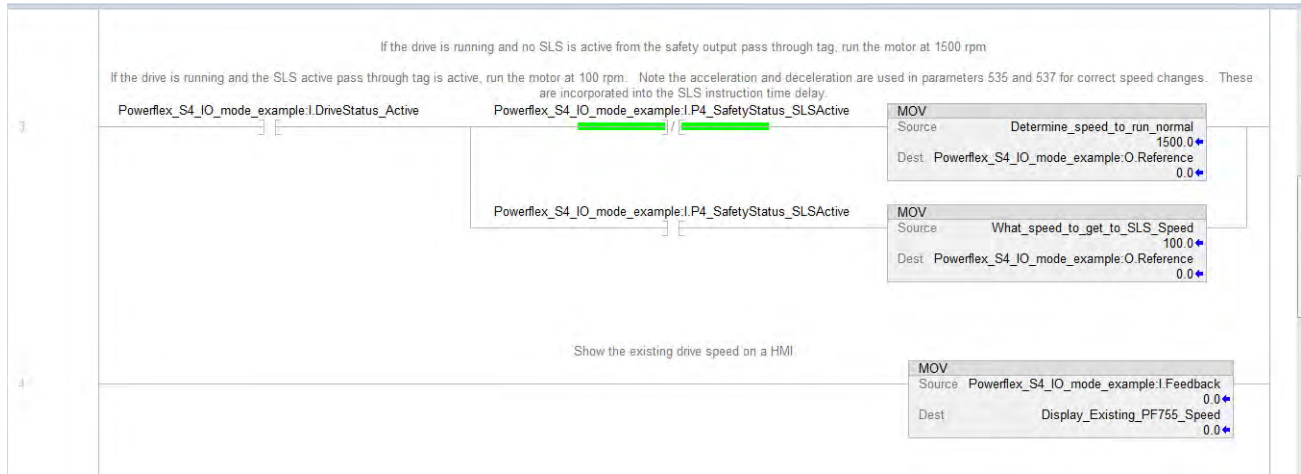 If the drive is running and no SLS is active from the safety output pass through tag, run the motor at 1500 rpm
If the drive is running and the SLS active pass through tag is active, run the motor at 100 rpm. Note the acceleration and deceleration are used in parameters 535 and 537 for correct speed changes. These
are incorporated into the SLS instruction time delay.
3
Powerflex_S4_IO_mode_example:I.DriveStatus_Active
Powerflex_S4_IO_mode_example:I.P4_SafetyStatus_SLSActive
/
MOV
Source Determine_speed_to_run_normal
1500.0
Dest Powerflex_S4_IO_mode_example:O.Reference
0.0
Powerflex_S4_IO_mode_example:I.P4_SafetyStatus_SLSActive
MOV
Source What_speed_to_get_to_SLS_Speed
100.0
Dest Powerflex_S4_IO_mode_example:O.Reference
0.0
Show the existing drive speed on a HMI
4
MOV
Source Powerflex_S4_IO_mode_example:I.Feedback
0.0
Dest Display_Existing_PF755_Speed
0.0